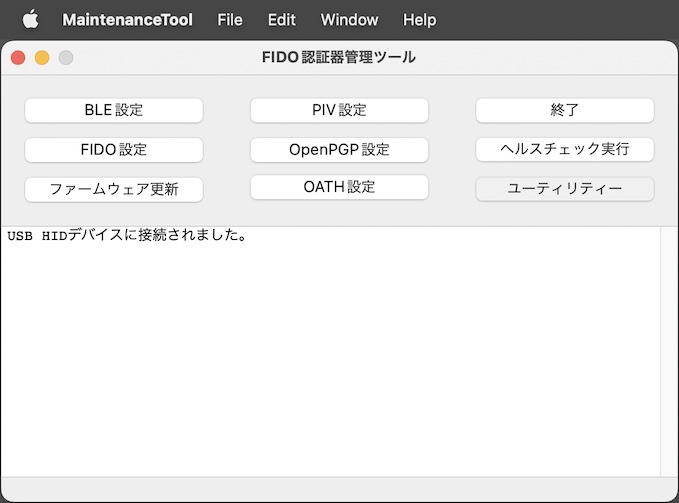 MaintenanceTool File Edit Window Help
FIDO 認証器管理ツール
BLE 設定 PIV 設定 終了
FIDO 設定 OpenPGP 設定 ヘルスチェック実行
ファームウェア更新 OATH 設定 ユーティリティー
USB HIDデバイスに接続されました。